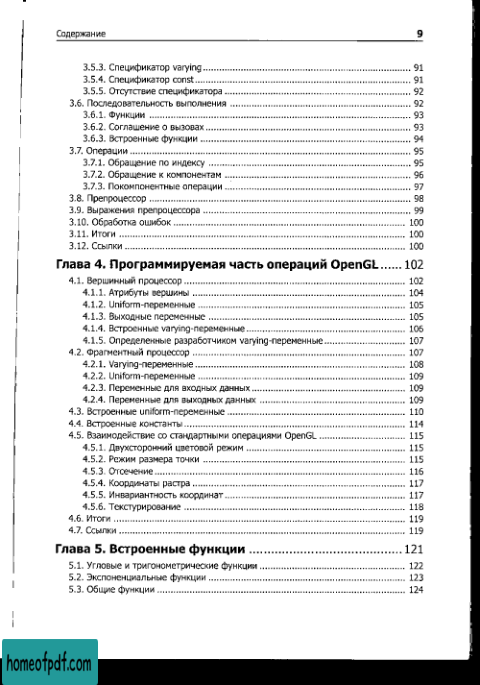 Содержание 9
3.5.3. Спецификатор varying 91
3.5.4. Спецификатор const 91
3.5.5. Отсутствие спецификатора 92
3.6. Последовательность выполнения 92
3.6.1. Функции 93
3.6.2. Соглашение о вызовах 93
3.6.3. Встроенные функции 94
3.7. Операции 95
3.7.1. Обращение по индексу 95
3.7.2. Обращение к компонентам 96
3.7.3. Покомпонентные операции 97
3.8. Препроцессор 98
3.9. Выражения препроцессора 99
3.10. Обработка ошибок 100
3.11. Итоги 100
3.12. Ссылки 100
Глава 4. Программируемая часть операций OpenGL 102
4.1. Вершинный процессор 102
4.1.1. Атрибуты вершины 104
4.1.2. Uniform-переменные 105
4.1.3. Выходные переменные 105
4.1.4. Встроенные varying-переменные 106
4.1.5. Определенные разработчиком varying-переменные 107
4.2. Фрагментный процессор 107
4.2.1. Varying-переменные 108
4.2.2. Uniform-переменные 109
4.2.3. Переменные для входных данных 109
4.2.4. Переменные для выходных данных 109
4.3. Встроенные uniform-переменные 110
4.4. Встроенные константы 114
4.5. Взаимодействие со стандартными операциями OpenGL 115
4.5.1. Двухсторонний цветовой режим 115
4.5.2. Режим размера точки 115
4.5.3. Отсечение 116
4.5.4. Координаты растра 117
4.5.5. Инвариантность координат 117
4.5.6. Текстурирование 118
4.6. Итоги 119
4.7. Ссылки 119
Глава 5. Встроенные функции 121
5.1. Угловые и тригонометрические функции 122
5.2. Экспоненциальные функции 123
5.3. Общие функции 124
homeofpdf.com